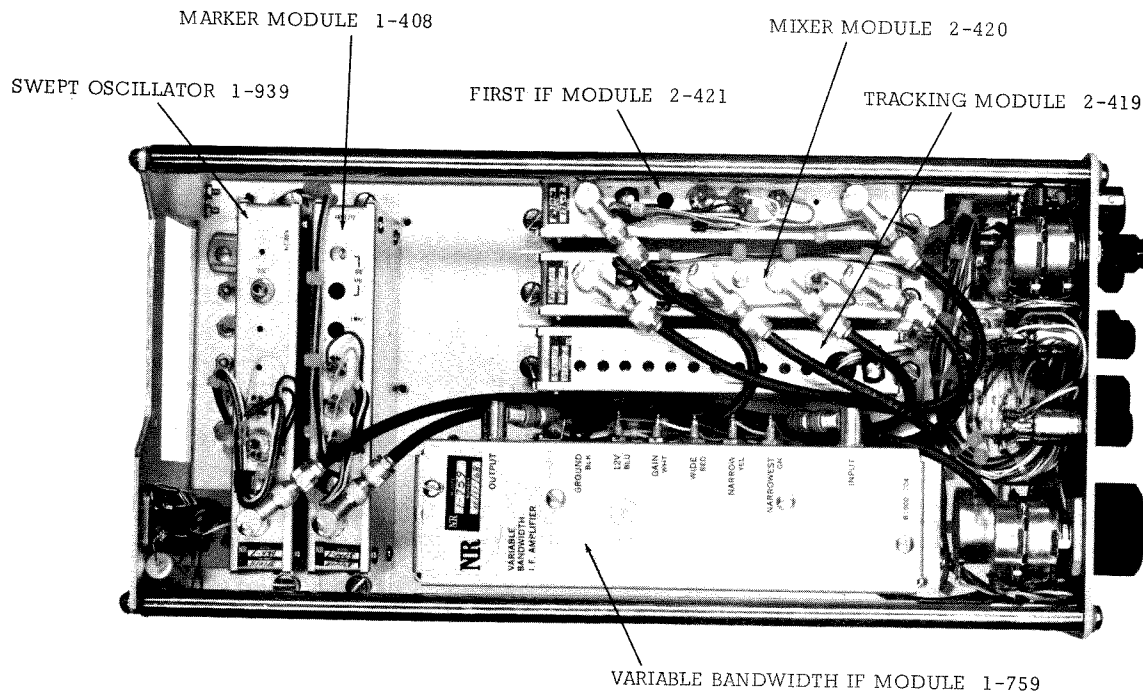 MARKER MODULE 1-408
MIXER MODULE 2-420
SWEPT OSCILLATOR 1-939
FIRST IF MODULE 2-421
TRACKING MODULE 2-419
OUTPUT
GROUND
BLK
12V
BLU
GAIN
WHT
WIDE
RED
NARROW
YEL
NARROWEST
INPUT
NR
NR
VARIABLE
BANDWIDTH
I.F. AMPLIFIER
VARIABLE BANDWIDTH IF MODULE 1-759